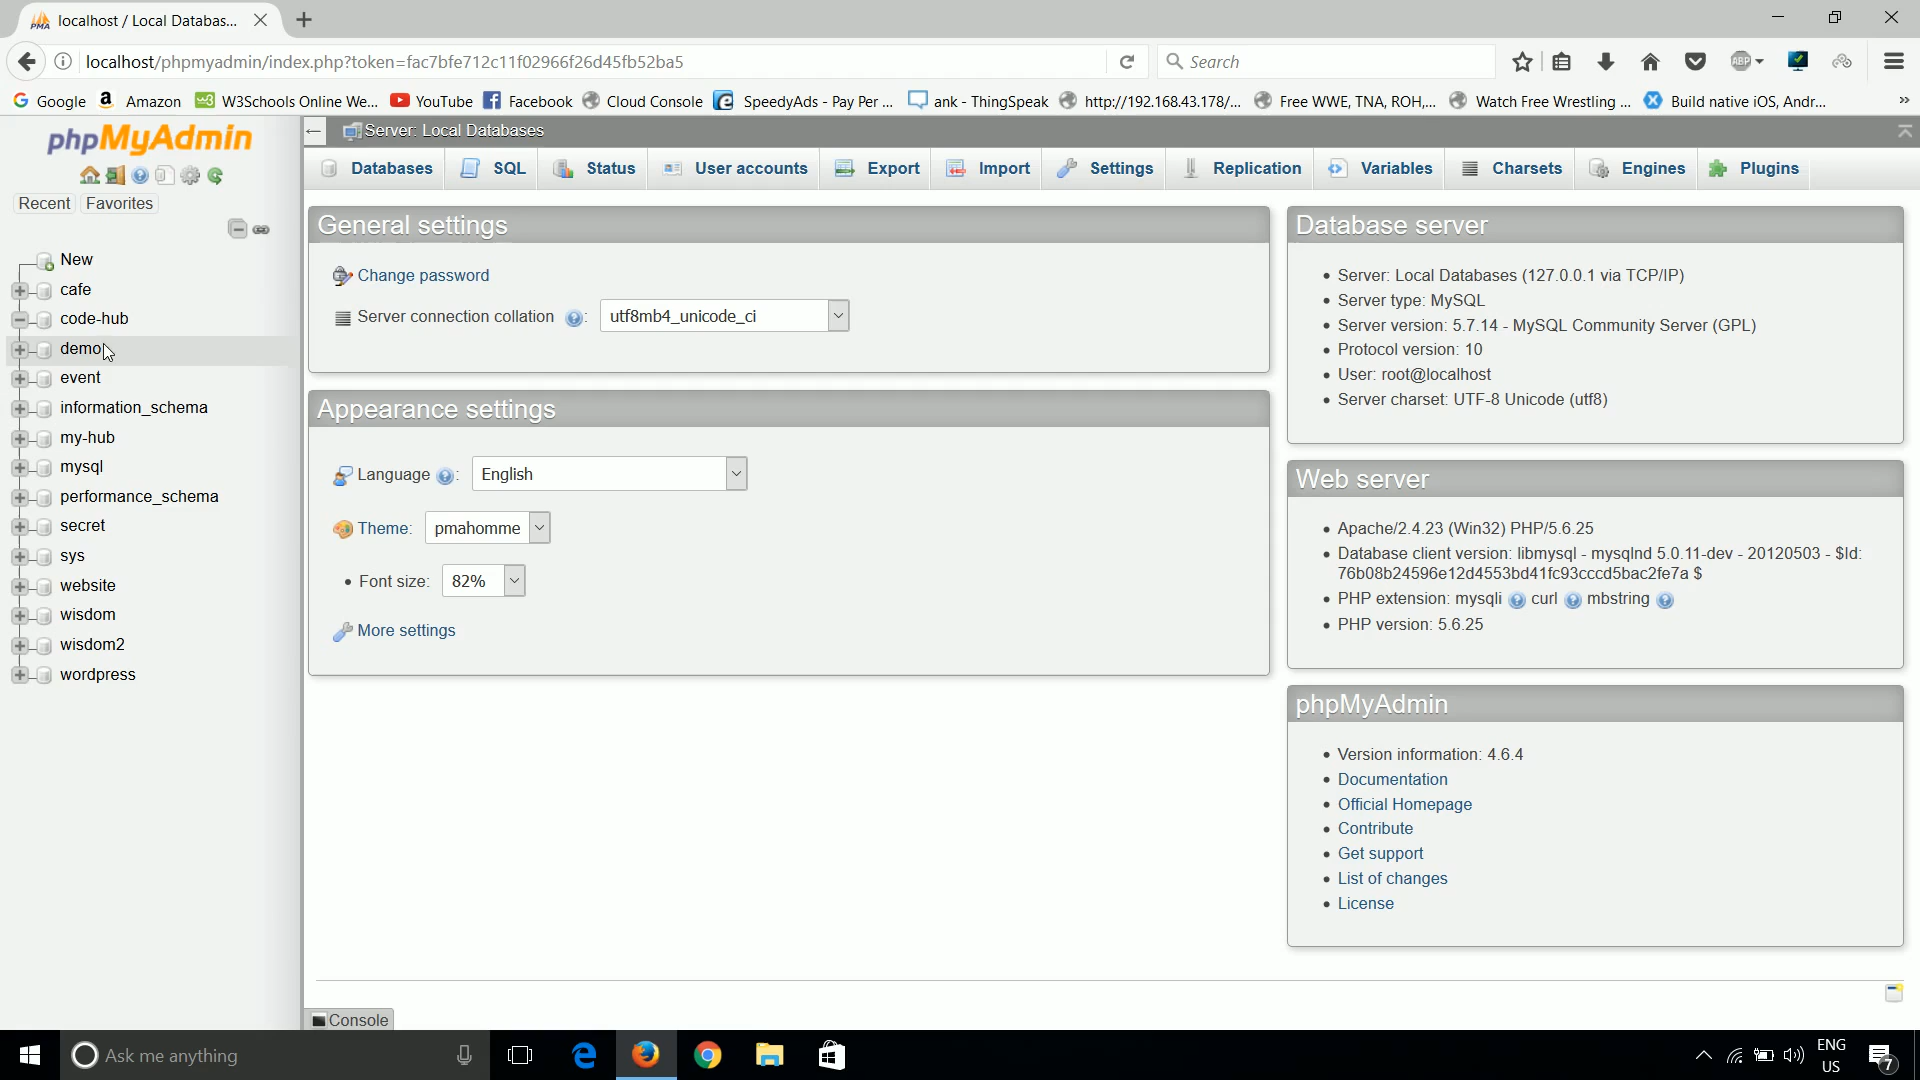 localhost / Local Databas...
localhost/phpmyadmin/index.php?token=fac7bfe712c11f02966f26d45fb52ba5
Search
ABP
Google
Amazon
W3Schools Online We...
YouTube
Facebook
Cloud Console
SpeedyAds - Pay Per ...
ank - ThingSpeak
http://192.168.43.178/...
Free WWE, TNA, ROH,...
Watch Free Wrestling ...
Build native iOS, Andr...
phpMyAdmin
Recent
Favorites
New
cafe
code-hub
demo
event
information_schema
my-hub
mysql
performance_schema
secret
sys
website
wisdom
wisdom2
wordpress
Server: Local Databases
Databases
SQL
Status
User accounts
Export
Import
Settings
Replication
Variables
Charsets
Engines
Plugins
General settings
Change password
Server connection collation : utf8mb4_unicode_ci
Appearance settings
Language : English
Theme: pmahomme
Font size: 82%
More settings
Database server
Server: Local Databases (127.0.0.1 via TCP/IP)
Server type: MySQL
Server version: 5.7.14 - MySQL Community Server (GPL)
Protocol version: 10
User: root@localhost
Server charset: UTF-8 Unicode (utf8)
Web server
Apache/2.4.23 (Win32) PHP/5.6.25
Database client version: libmysql - mysqlnd 5.0.11-dev - 20120503 - $Id:
76b08b24596e12d4553bd41fc93cccd5bac2fe7a $
PHP extension: mysqli curl mbstring
PHP version: 5.6.25
phpMyAdmin
Version information: 4.6.4
Documentation
Official Homepage
Contribute
Get support
List of changes
License
Console
Ask me anything
ENG
US
7